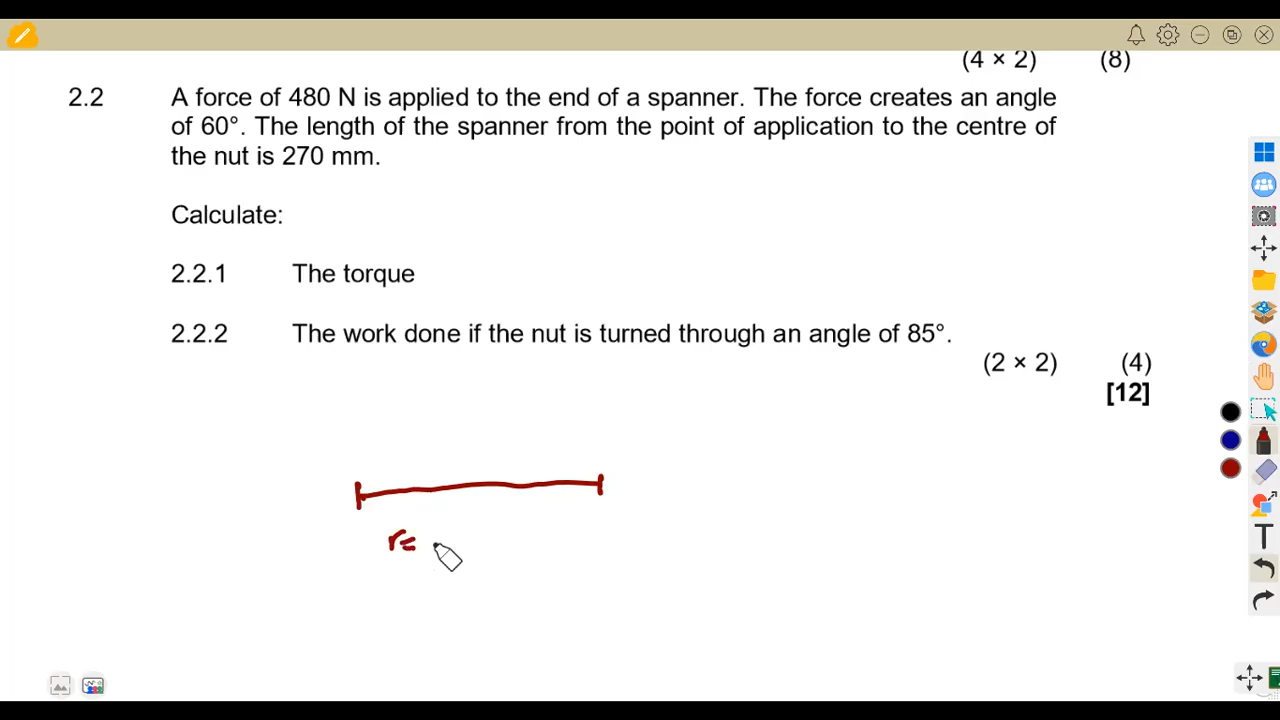 (4 × 2) (8)
2.2 A force of 480 N is applied to the end of a spanner. The force creates an angle
of 60°. The length of the spanner from the point of application to the centre of
the nut is 270 mm.
Calculate:
2.2.1 The torque
2.2.2 The work done if the nut is turned through an angle of 85°.
(2 × 2) (4)
[12]
r=
T